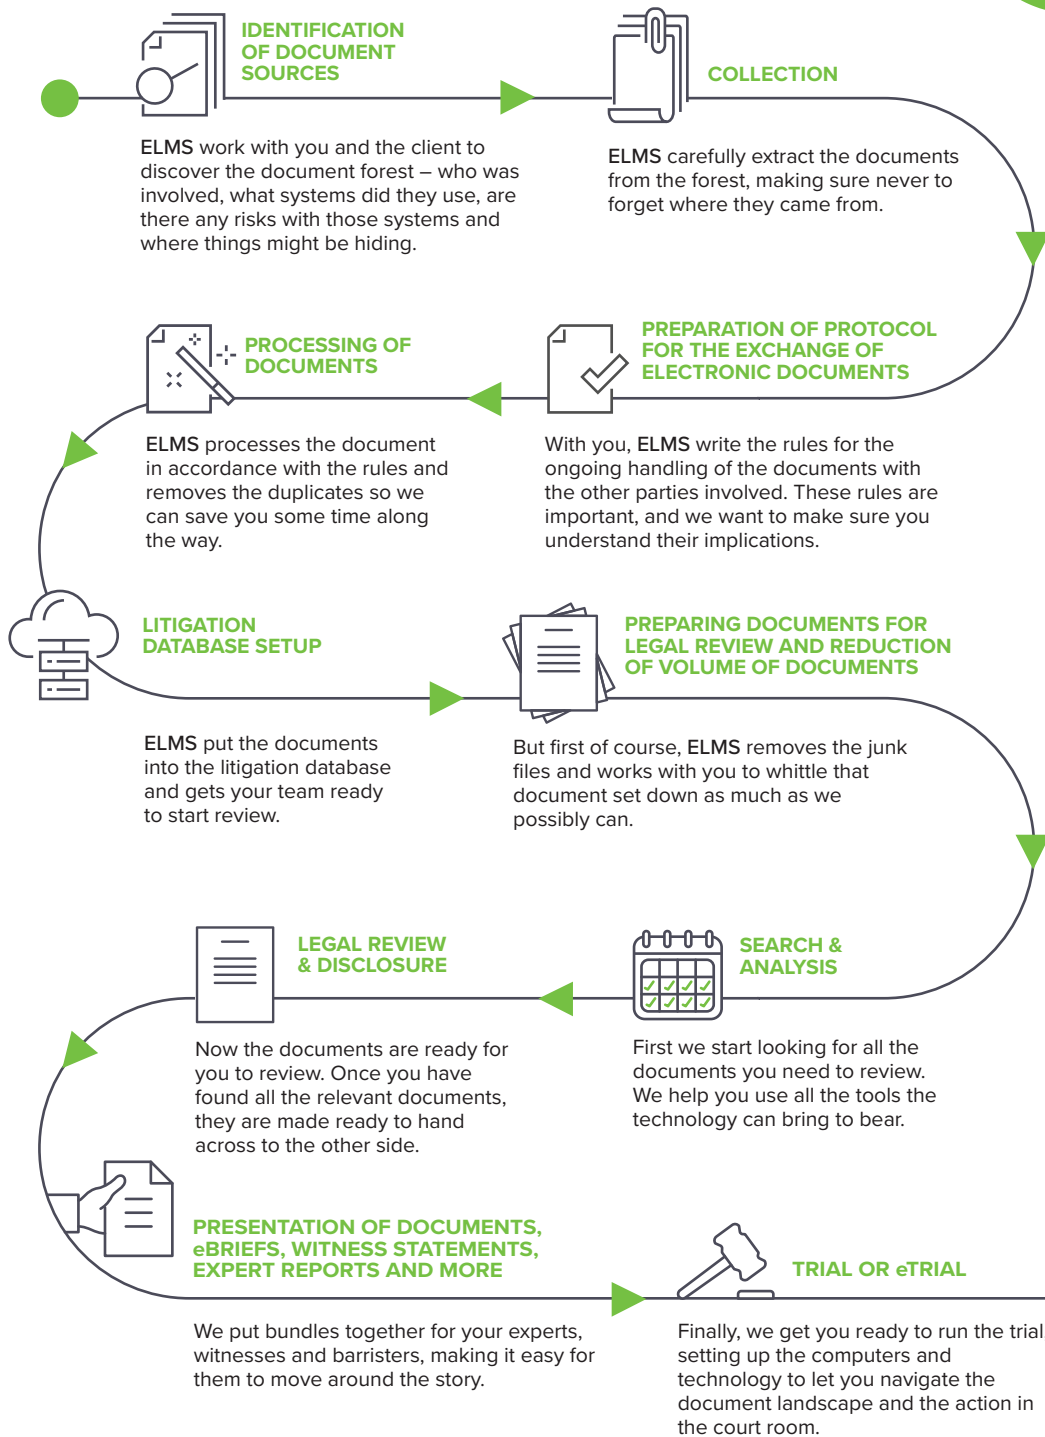 IDENTIFICATION
OF DOCUMENT
SOURCES
ELMS work with you and the client to
discover the document forest – who was
involved, what systems did they use, are
there any risks with those systems and
where things might be hiding.
COLLECTION
ELMS carefully extract the documents
from the forest, making sure never to
forget where they came from.
PREPARATION OF PROTOCOL
FOR THE EXCHANGE OF
ELECTRONIC DOCUMENTS
With you, ELMS write the rules for the
ongoing handling of the documents with
the other parties involved. These rules are
important, and we want to make sure you
understand their implications.
PROCESSING OF
DOCUMENTS
ELMS processes the document
in accordance with the rules and
removes the duplicates so we
can save you some time along
the way.
LITIGATION
DATABASE SETUP
ELMS put the documents
into the litigation database
and gets your team ready
to start review.
PREPARING DOCUMENTS FOR
LEGAL REVIEW AND REDUCTION
OF VOLUME OF DOCUMENTS
But first of course, ELMS removes the junk
files and works with you to whittle that
document set down as much as we
possibly can.
SEARCH &
ANALYSIS
First we start looking for all the
documents you need to review.
We help you use all the tools the
technology can bring to bear.
LEGAL REVIEW
& DISCLOSURE
Now the documents are ready for
you to review. Once you have
found all the relevant documents,
they are made ready to hand
across to the other side.
PRESENTATION OF DOCUMENTS,
eBRIEFS, WITNESS STATEMENTS,
EXPERT REPORTS AND MORE
We put bundles together for your experts,
witnesses and barristers, making it easy for
them to move around the story.
TRIAL OR eTRIAL
Finally, we get you ready to run the trial
setting up the computers and
technology to let you navigate the
document landscape and the action in
the court room.